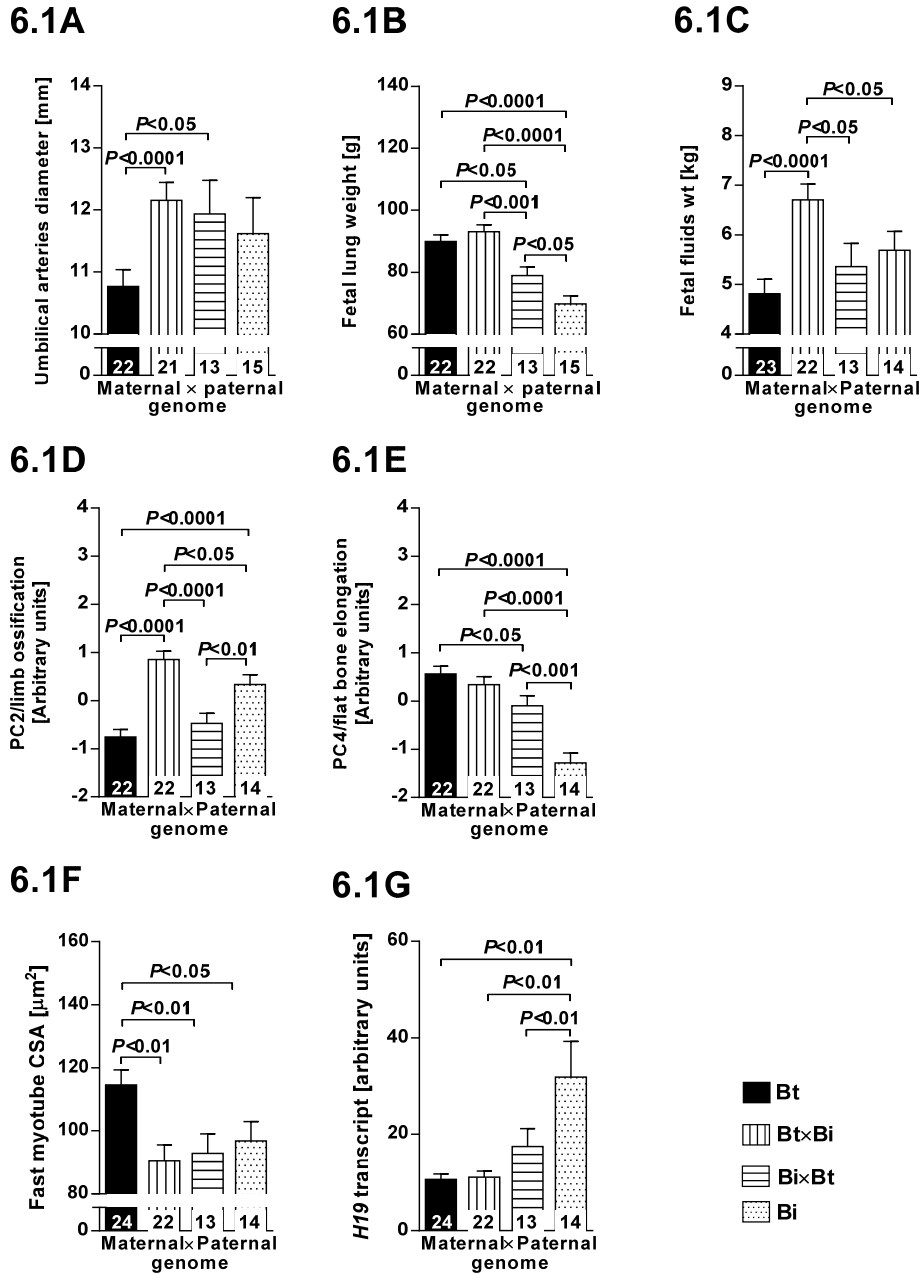 6.1A
Umbilical arteries diameter [mm]
14
13
12
11
10
0
P<0.05
P<0.0001
22 21 13 15
Maternal × paternal
genome
6.1B
Fetal lung weight [g]
140
120
100
80
60
0
P<0.0001
P<0.0001
P<0.05
P<0.001
P<0.05
22 22 13 15
Maternal × paternal
genome
6.1C
Fetal fluids wt [kg]
9
8
7
6
5
4
0
P<0.05
P<0.05
P<0.0001
23 22 13 14
Maternal×Paternal
genome
6.1D
PC2/limb ossification
[Arbitrary units]
4
3
2
1
0
-1
-2
P<0.0001
P<0.05
P<0.0001
P<0.0001
P<0.01
22 22 13 14
Maternal×Paternal
genome
6.1E
PC4/flat bone elongation
[Arbitrary units]
4
3
2
1
0
-1
-2
P<0.0001
P<0.0001
P<0.05
P<0.001
22 22 13 14
Maternal×Paternal
genome
6.1F
Fast myotube CSA [µm²]
160
140
120
100
80
0
P<0.05
P<0.01
P<0.01
24 22 13 14
Maternal×Paternal
genome
6.1G
H19 transcript [arbitrary units]
60
40
20
0
P<0.01
P<0.01
P<0.01
24 22 13 14
Maternal×Paternal
genome
Bt
Bt×Bi
Bi×Bt
Bi